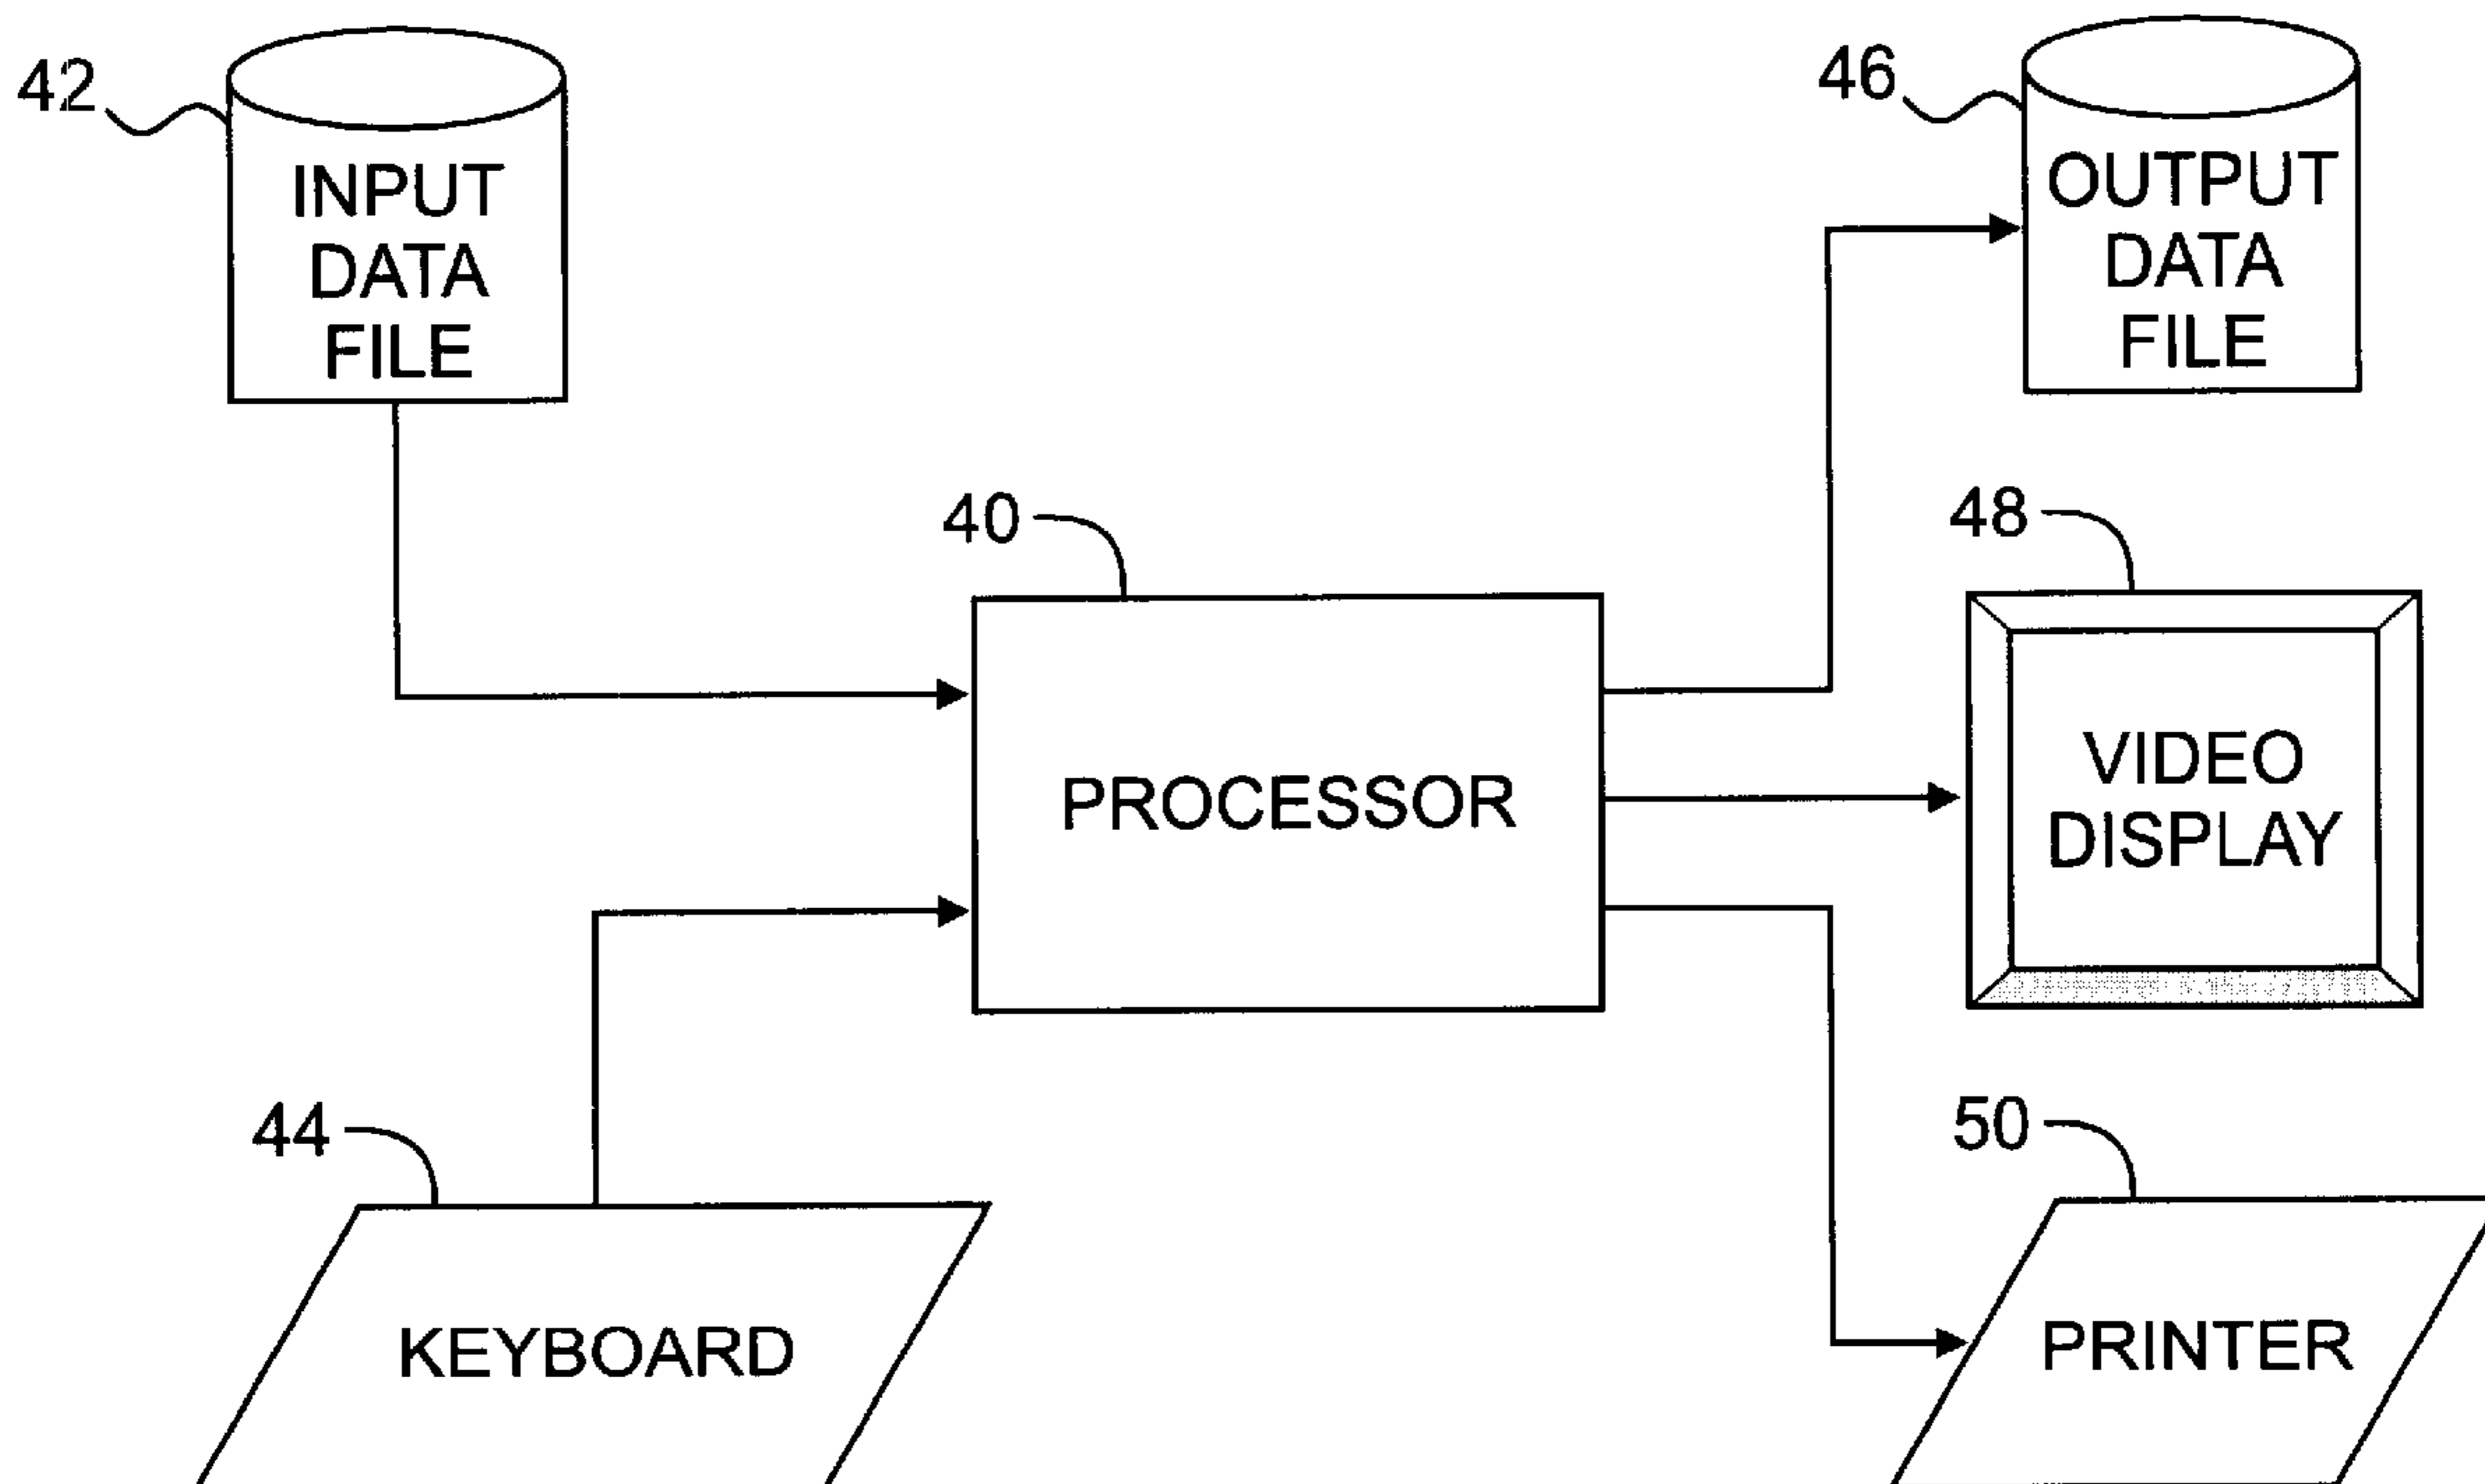 42
INPUT
DATA
FILE
46
OUTPUT
DATA
FILE
40
PROCESSOR
48
VIDEO
DISPLAY
44
KEYBOARD
50
PRINTER